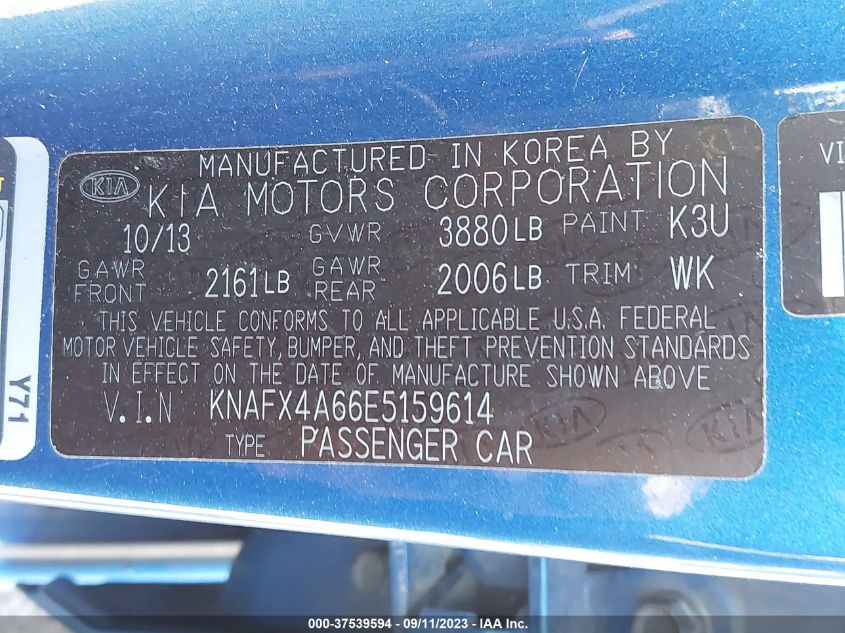 MANUFACTURED IN KOREA BY
KIA KIA MOTORS CORPORATION
10/13 GVWR 3880LB PAINT K3U
GAWR FRONT 2161LB GAWR REAR 2006LB TRIM WK
THIS VEHICLE CONFORMS TO ALL APPLICABLE U.S.A. FEDERAL
MOTOR VEHICLE SAFETY, BUMPER, AND THEFT PREVENTION STANDARDS
IN EFFECT ON THE DATE OF MANUFACTURE SHOWN ABOVE
V.I.N KNAFX4A66E5159614
TYPE PASSENGER CAR
Y71
VI
000-37539594 - 09/11/2023 - IAA Inc.